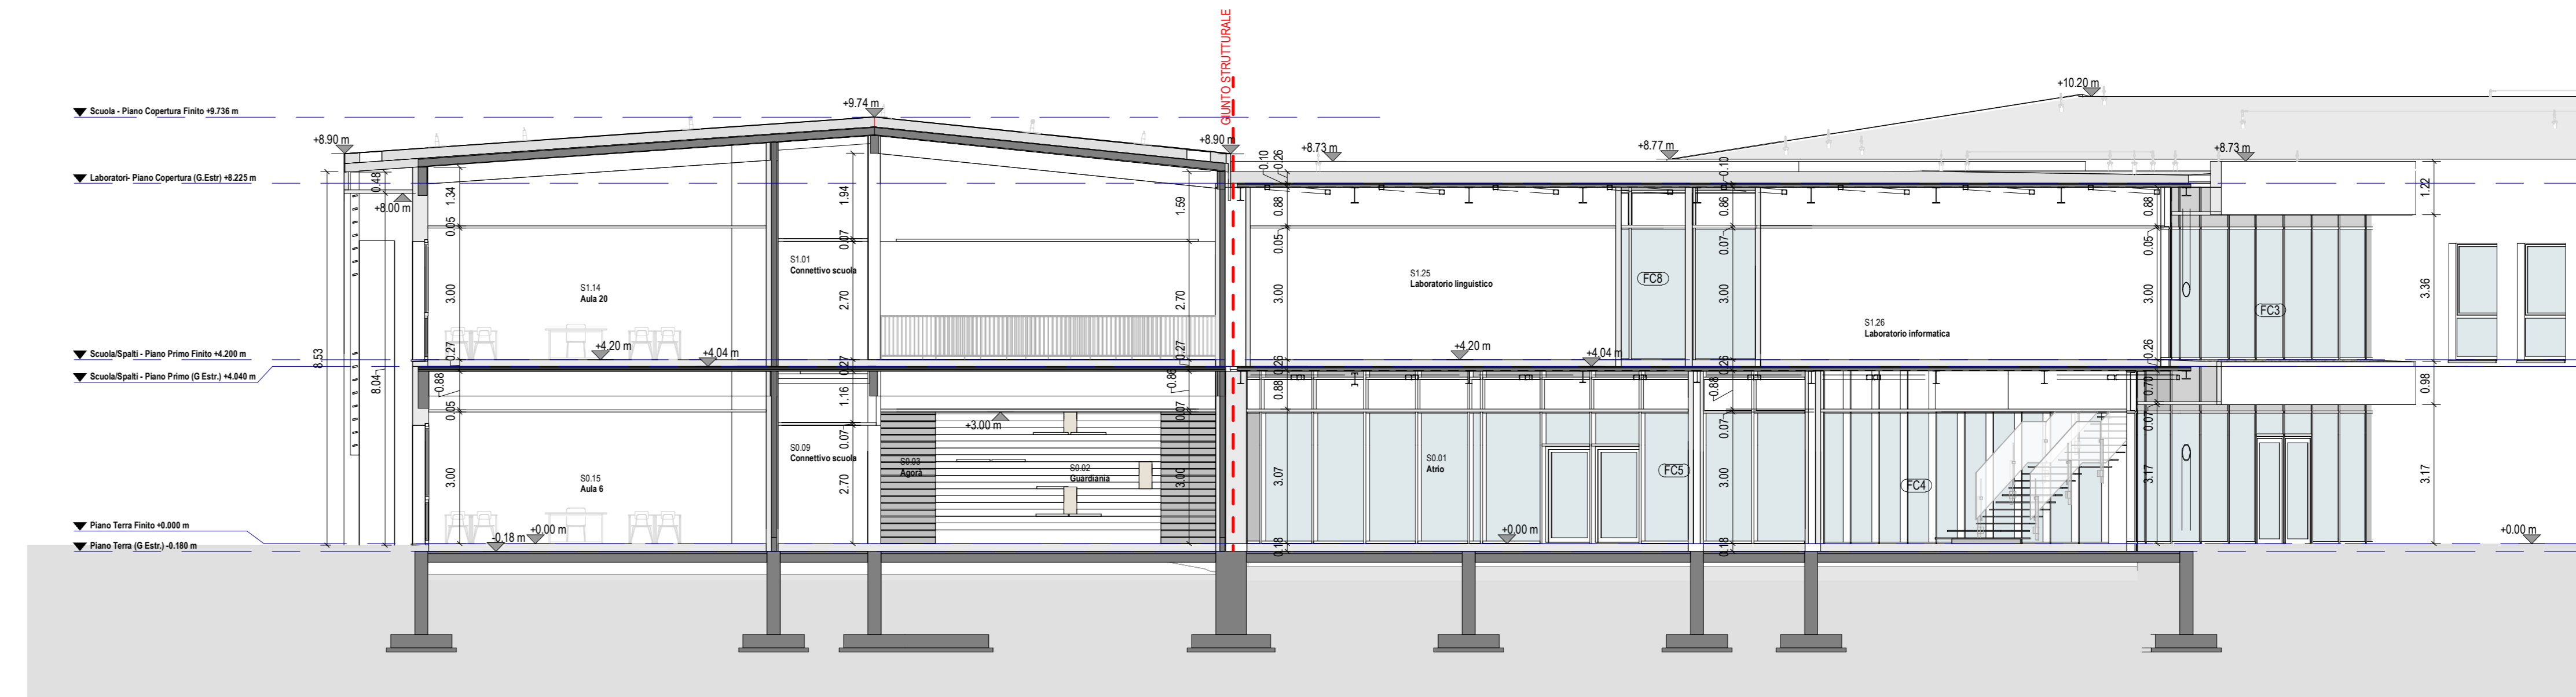 GIUNTO STRUTTURALE
+10.20 m
Scuola - Piano Copertura Finito +9.736 m
+9.74 m
+8.90 m
+8.90 m
+8.73 m
+8.77 m
+8.73 m
Laboratori- Piano Copertura (G.Estr) +8.225 m
+8.00 m
0.48
1.34
1.94
1.59
0.10
0.26
0.88
0.10
0.86
0.88
1.22
0.05
0.07
0.05
0.07
0.05
S1.01
Connettivo scuola
S1.14
Aula 20
S1.25
Laboratorio linguistico
FC8
S1.26
Laboratorio informatica
FC3
3.00
2.70
2.70
3.00
3.00
3.00
3.36
8.53
8.04
Scuola/Spalti - Piano Primo Finito +4.200 m
Scuola/Spalti - Piano Primo (G Estr.) +4.040 m
+4.20 m
+4.04 m
+4.20 m
+4.04 m
0.27
0.27
0.27
0.26
0.26
0.26
0.88
1.16
0.86
0.88
0.88
0.70
0.98
0.05
0.07
0.07
0.07
0.07
+3.00 m
S0.09
Connettivo scuola
S0.03
Agorà
S0.02
Guardiania
S0.01
Atrio
FC5
FC4
S0.15
Aula 6
3.00
2.70
3.00
3.07
3.00
3.17
3.17
Piano Terra Finito +0.000 m
Piano Terra (G Estr.) -0.180 m
-0.18 m
+0.00 m
+0.00 m
+0.00 m
0.18
0.18